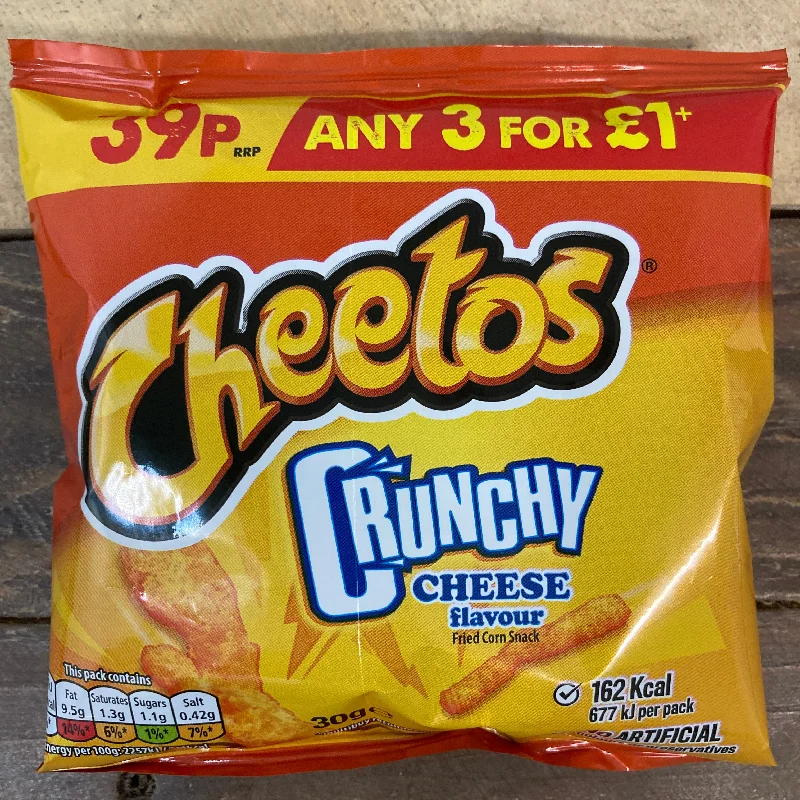 39P RRP ANY 3 FOR £1+
Cheetos®
CRUNCHY
CHEESE
flavour
Fried Corn Snack
This pack contains
Fat Saturates Sugars Salt
9.5g 1.3g 1.1g 0.42g
14%* 6%* 1%* 7%*
30g e
162 Kcal
677 kJ per pack
ARTIFICIAL
preservatives